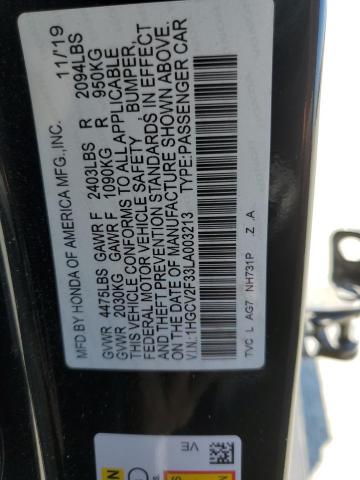 MFD.BY HONDA OF AMERICA MFG.,INC. 11/19
GVWR 4475LBS GAWR F 2403LBS R 2094LBS
GVWR 2030KG GAWR F 1090KG R 950KG
THIS VEHICLE CONFORMS TO ALL APPLICABLE
FEDERAL MOTOR VEHICLE SAFETY, BUMPER,
AND THEFT PREVENTION STANDARDS IN EFFECT
ON THE DATE OF MANUFACTURE SHOWN ABOVE.
V.I.N.:1HGCV2F33LA003213 TYPE:PASSENGER CAR
TVC L AG7 NH731P .Z .A
VE